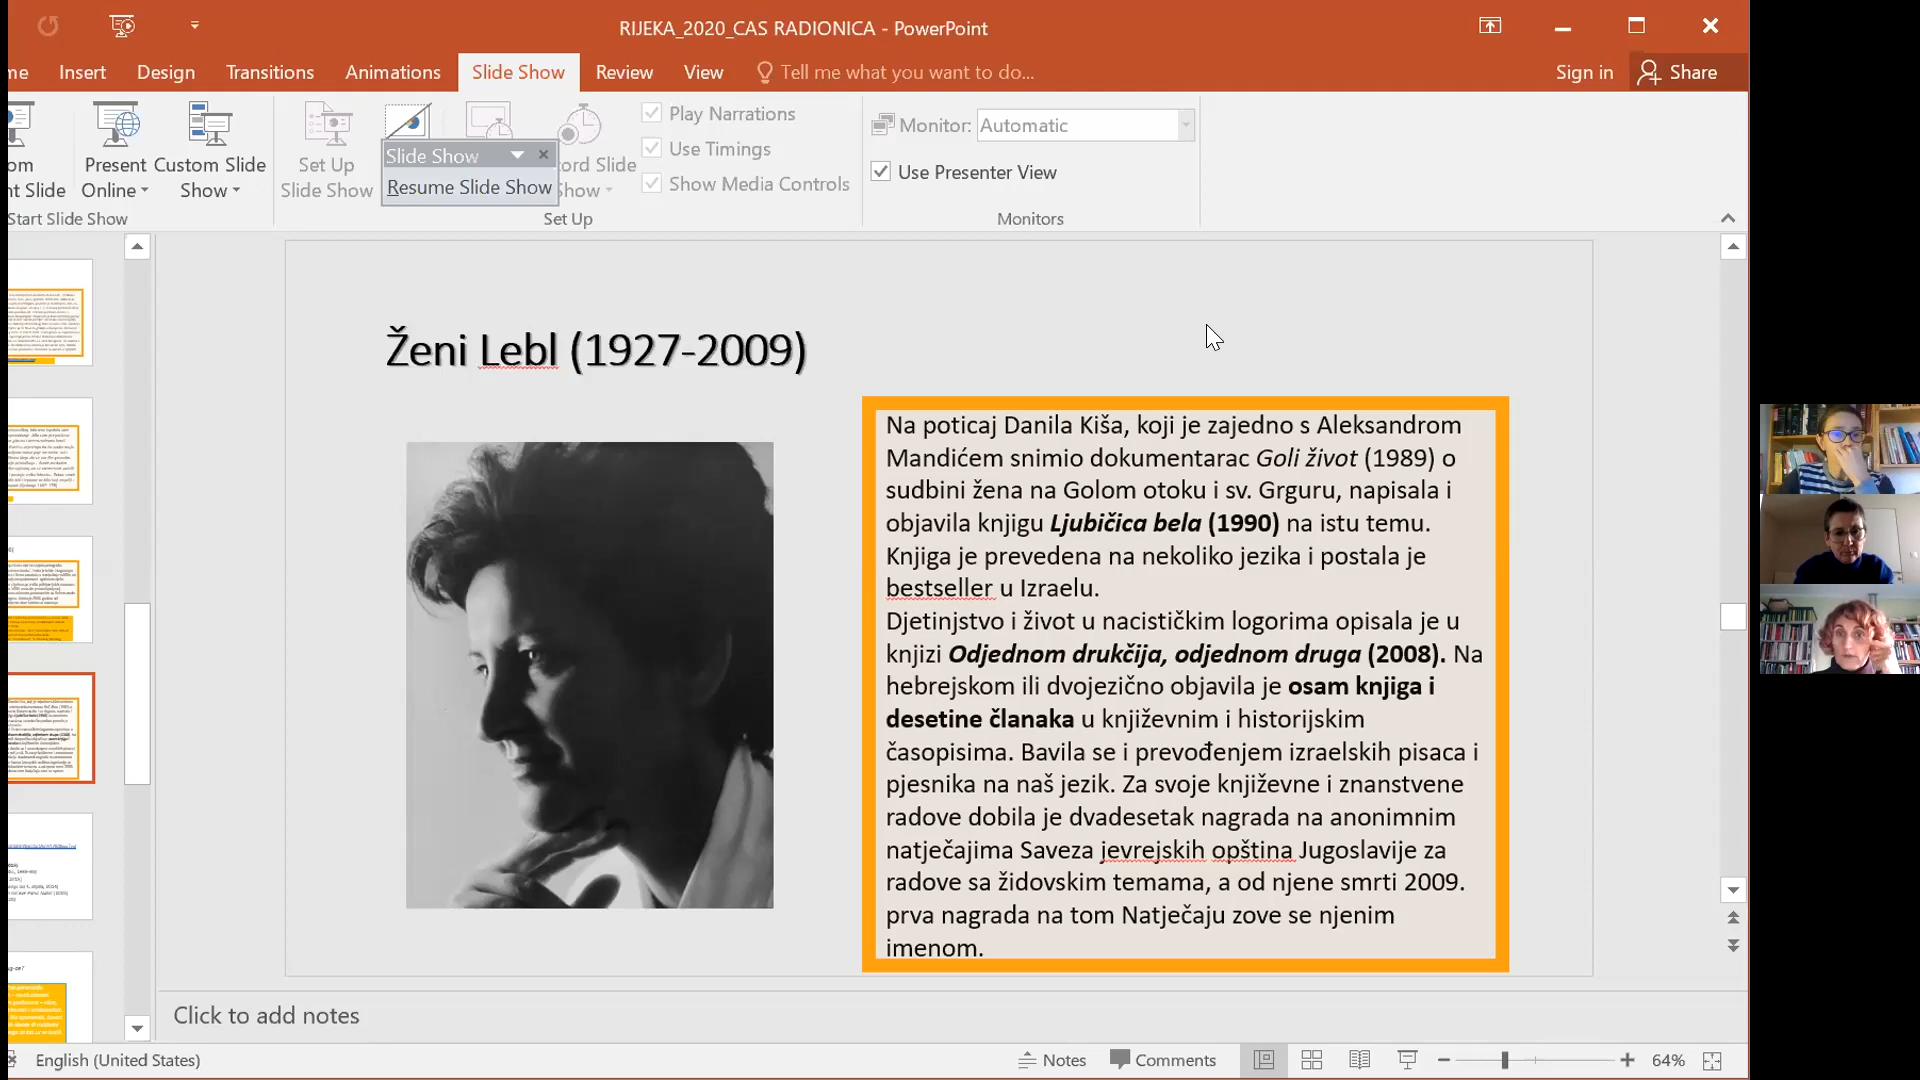 RIJEKA_2020_CAS RADIONICA - PowerPoint
me Insert Design Transitions Animations Slide Show Review View Tell me what you want to do... Sign in Share
Present Online
Custom Slide Show
Set Up Slide Show
Slide Show
Resume Slide Show
ord Slide Show
Play Narrations
Use Timings
Show Media Controls
Monitor: Automatic
Use Presenter View
Start Slide Show
Set Up
Monitors
Ženi Lebl (1927-2009)
Na poticaj Danila Kiša, koji je zajedno s Aleksandrom
Mandićem snimio dokumentarac Goli život (1989) o
sudbini žena na Golom otoku i sv. Grguru, napisala i
objavila knjigu Ljubičica bela (1990) na istu temu.
Knjiga je prevedena na nekoliko jezika i postala je
bestseller u Izraelu.
Djetinjstvo i život u nacističkim logorima opisala je u
knjizi Odjednom drukčija, odjednom druga (2008). Na
hebrejskom ili dvojezično objavila je osam knjiga i
desetine članaka u književnim i historijskim
časopisima. Bavila se i prevođenjem izraelskih pisaca i
pjesnika na naš jezik. Za svoje književne i znanstvene
radove dobila je dvadesetak nagrada na anonimnim
natječajima Saveza jevrejskih opština Jugoslavije za
radove sa židovskim temama, a od njene smrti 2009.
prva nagrada na tom Natječaju zove se njenim
imenom.
Click to add notes
English (United States) Notes Comments 64%